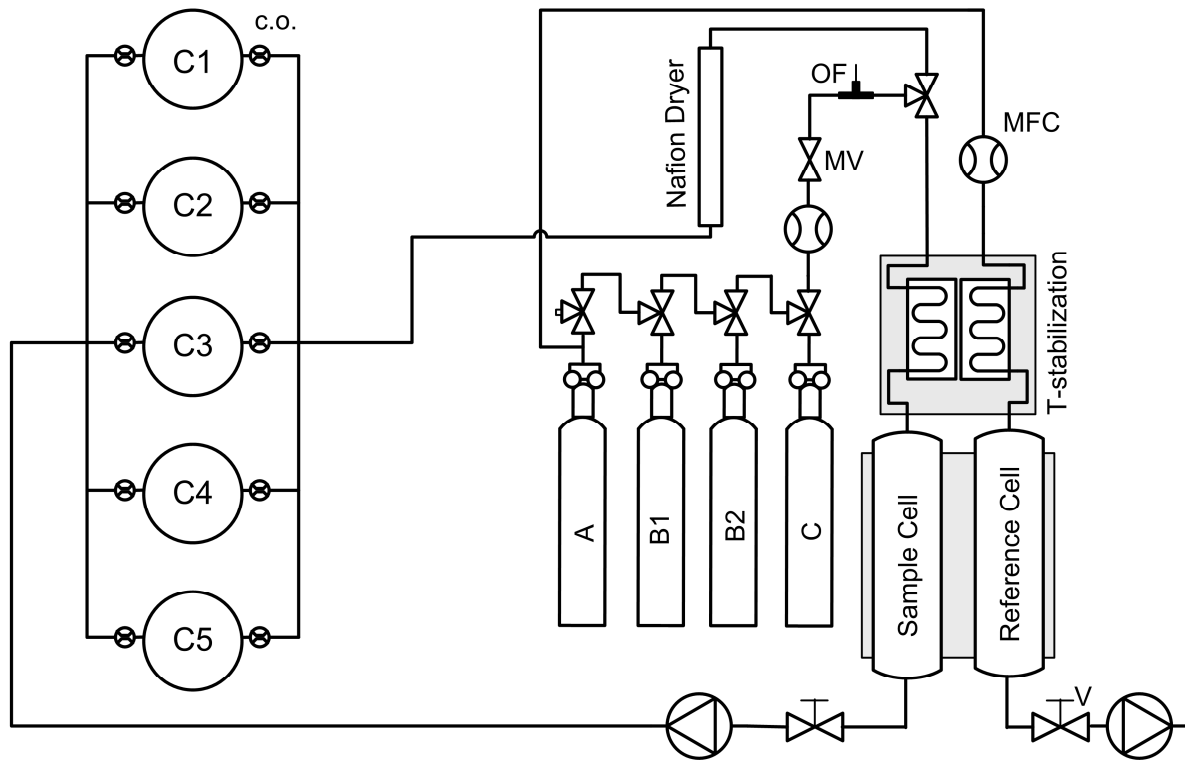 c.o.
C1
C2
C3
C4
C5
Nafion Dryer
OF
MV
MFC
T-stabilization
A
B1
B2
C
Sample Cell
Reference Cell
V